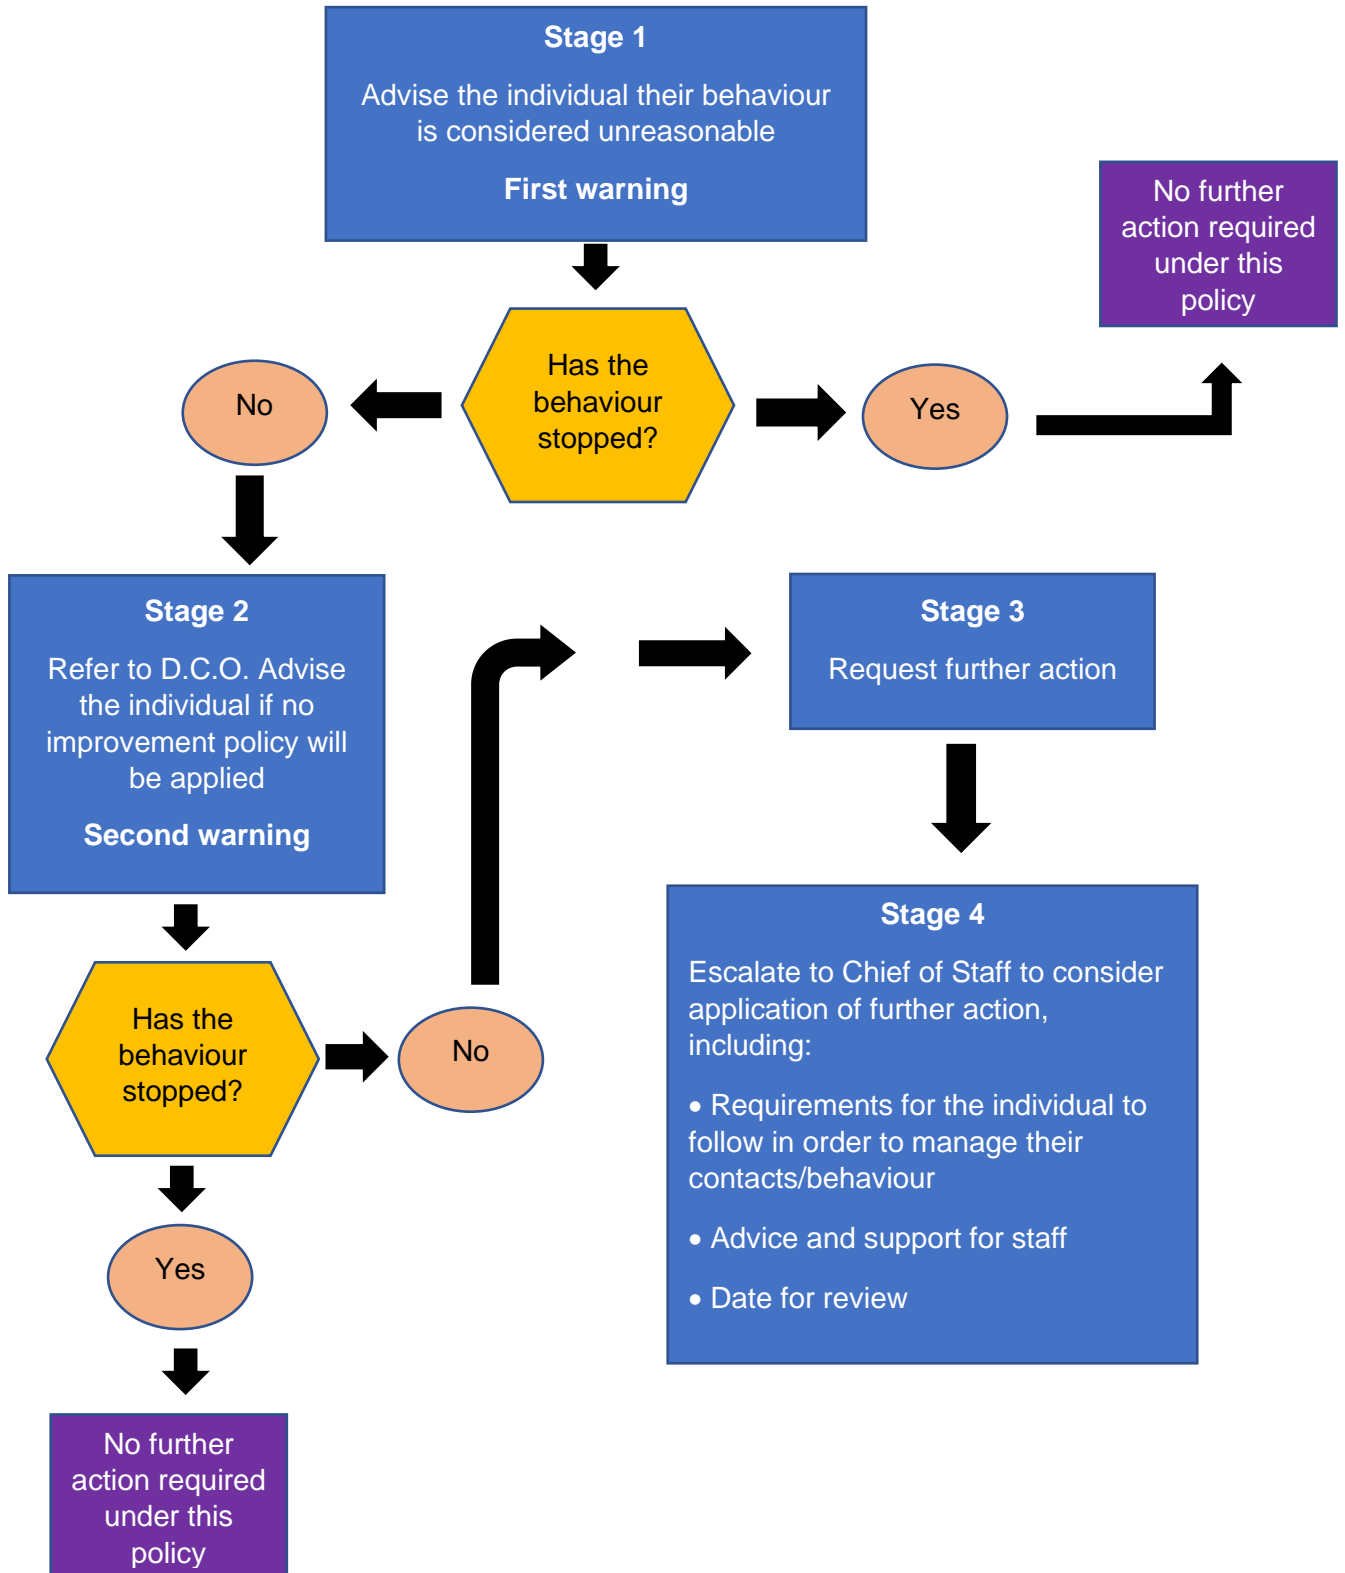 Stage 1
Advise the individual their behaviour
is considered unreasonable
First warning
No further
action required
under this
policy
Has the
behaviour
stopped?
No
Yes
Stage 2
Refer to D.C.O. Advise
the individual if no
improvement policy will
be applied
Second warning
Stage 3
Request further action
Has the
behaviour
stopped?
No
Yes
No further
action required
under this
policy
Stage 4
Escalate to Chief of Staff to consider
application of further action,
including:
• Requirements for the individual to
follow in order to manage their
contacts/behaviour
• Advice and support for staff
• Date for review